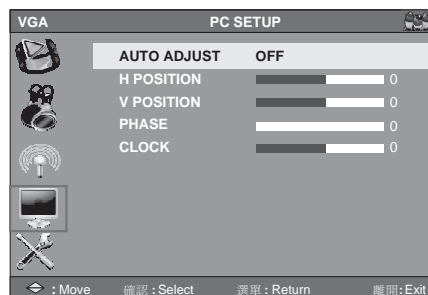 VGA PC SETUP
AUTO ADJUST OFF
H POSITION 0
V POSITION 0
PHASE 0
CLOCK 0
: Move 確認 : Select 選單 : Return 離開 : Exit